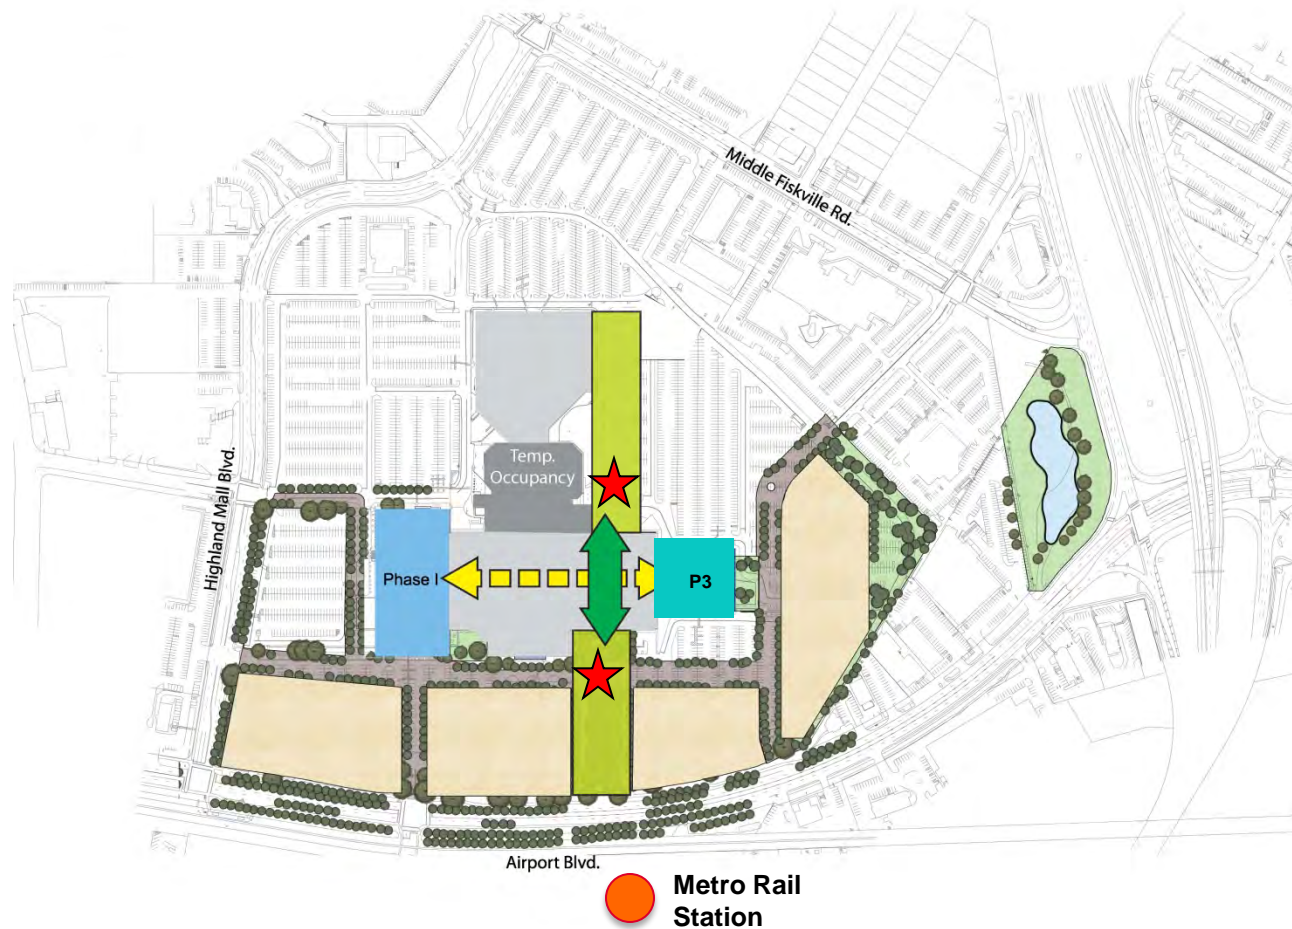 Middle Fiskville Rd.
Temp.
Occupancy
Highland Mall Blvd.
Phase I
P3
Airport Blvd.
Metro Rail
Station